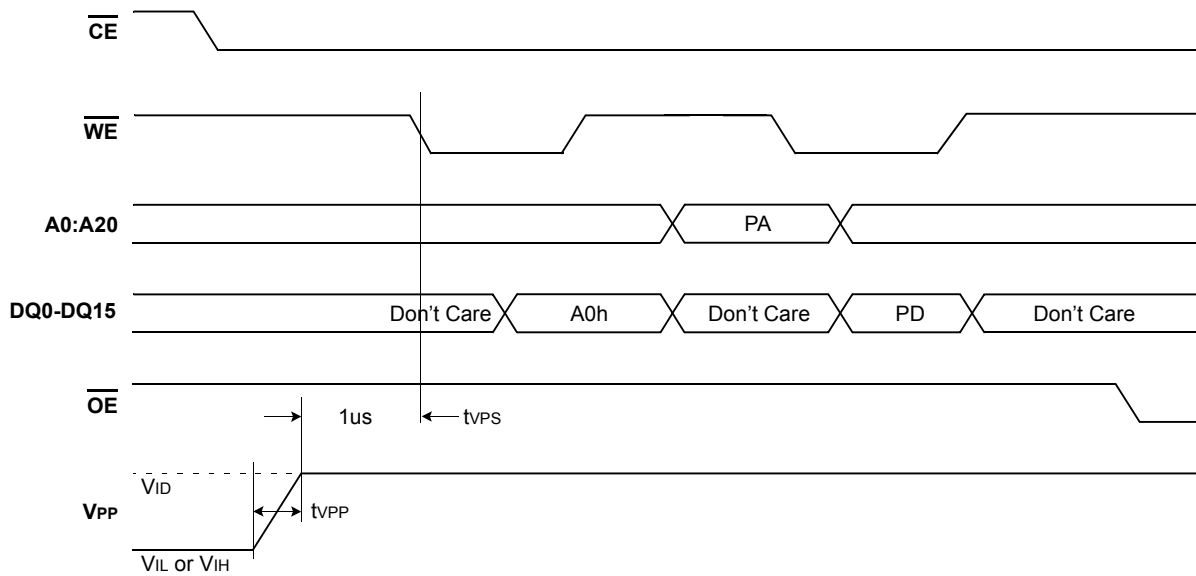 CE
WE
A0:A20
PA
DQ0-DQ15
Don't Care
A0h
Don't Care
PD
Don't Care
OE
1us
tVPS
VID
VPP
tVPP
VIL or VIH